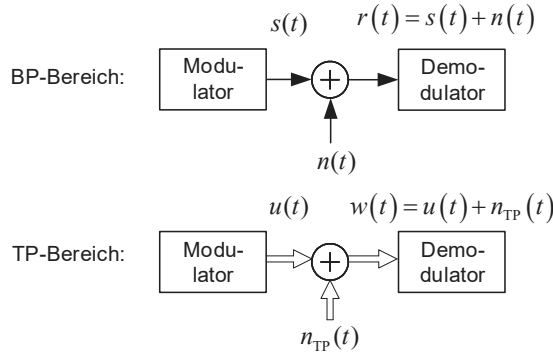 s(t) r(t) = s(t) + n(t)
BP-Bereich:
Modu-
lator
+
Demo-
dulator
n(t)
u(t) w(t) = u(t) + n_TP(t)
TP-Bereich:
Modu-
lator
+
Demo-
dulator
n_TP(t)